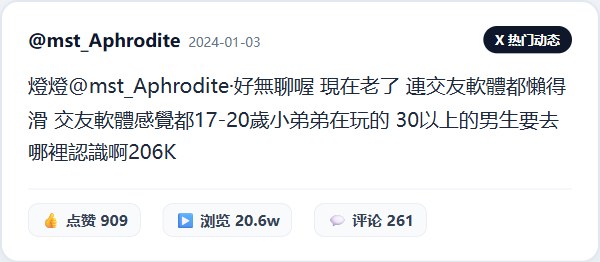 @mst_Aphrodite 2024-01-03 X 热门动态
燈燈@mst_Aphrodite·好無聊喔 現在老了 連交友軟體都懶得
滑 交友軟體感覺都17-20歲小弟弟在玩的 30以上的男生要去
哪裡認識啊206K
👍 点赞 909 ▶️ 浏览 20.6w 💬 评论 261